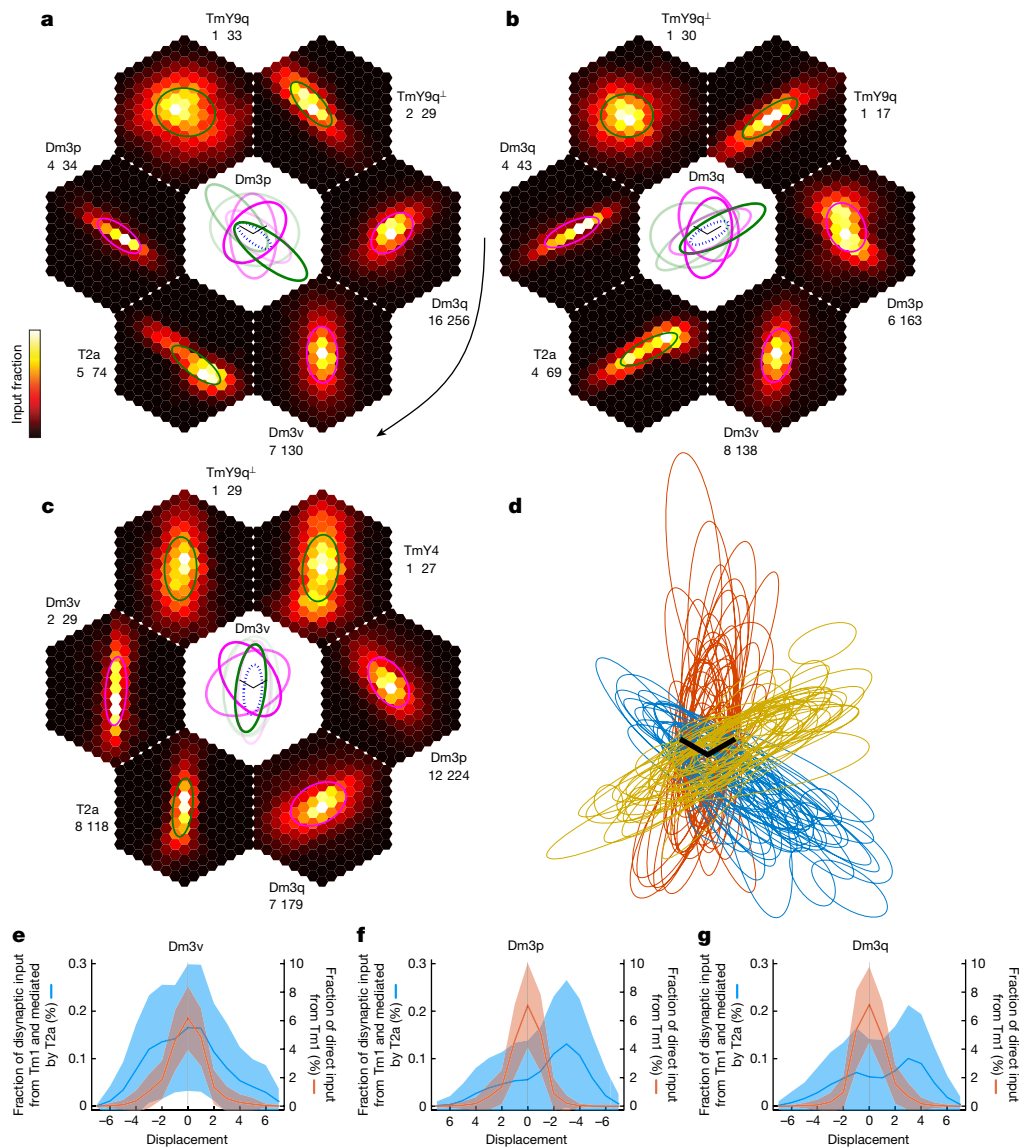 a
TmY9q
1 33
TmY9q⊥
2 29
Dm3p
4 34
Dm3p
Dm3q
16 256
T2a
5 74
Dm3v
7 130
Input fraction
b
TmY9q⊥
1 30
TmY9q
1 17
Dm3q
4 43
Dm3q
Dm3p
6 163
T2a
4 69
Dm3v
8 138
c
TmY9q⊥
1 29
TmY4
1 27
Dm3v
2 29
Dm3v
Dm3p
12 224
T2a
8 118
Dm3q
7 179
d
e
Dm3v
Fraction of disynaptic input
from Tm1 and mediated
by T2a (%)
0.3
0.2
0.1
0
10
8
6
4
2
0
Fraction of direct input
from Tm1 (%)
−6 −4 −2 0 2 4 6
Displacement
f
Dm3p
Fraction of disynaptic input
from Tm1 and mediated
by T2a (%)
0.3
0.2
0.1
0
10
8
6
4
2
0
Fraction of direct input
from Tm1 (%)
6 4 2 0 −2 −4 −6
Displacement
g
Dm3q
Fraction of disynaptic input
from Tm1 and mediated
by T2a (%)
0.3
0.2
0.1
0
10
8
6
4
2
0
Fraction of direct input
from Tm1 (%)
−6 −4 −2 0 2 4 6
Displacement